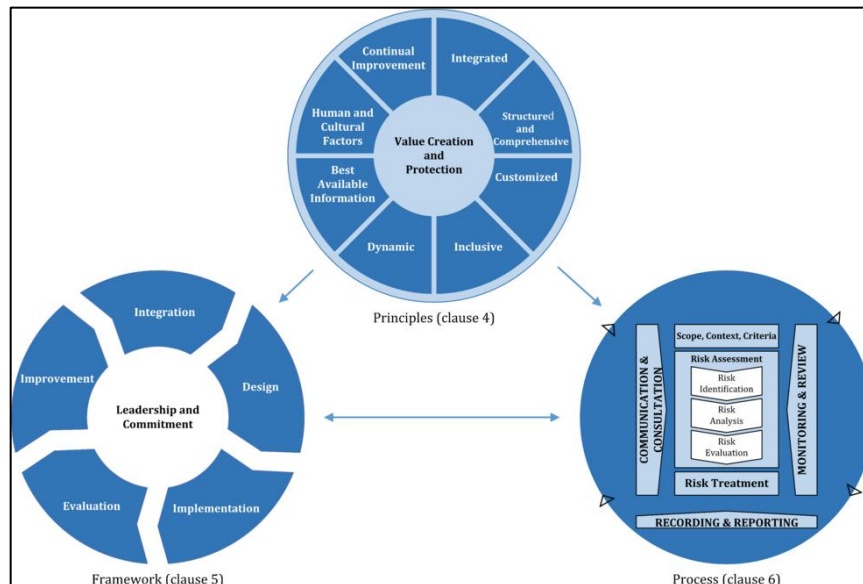 Continual
Improvement
Integrated
Structured
and
Comprehensive
Customized
Inclusive
Dynamic
Best
Available
Information
Human and
Cultural
Factors
Value Creation
and
Protection
Principles (clause 4)
Integration
Design
Implementation
Evaluation
Improvement
Leadership and
Commitment
Framework (clause 5)
Scope, Context, Criteria
Risk Assessment
Risk
Identification
Risk
Analysis
Risk
Evaluation
Risk Treatment
COMMUNICATION &
CONSULTATION
MONITORING & REVIEW
RECORDING & REPORTING
Process (clause 6)